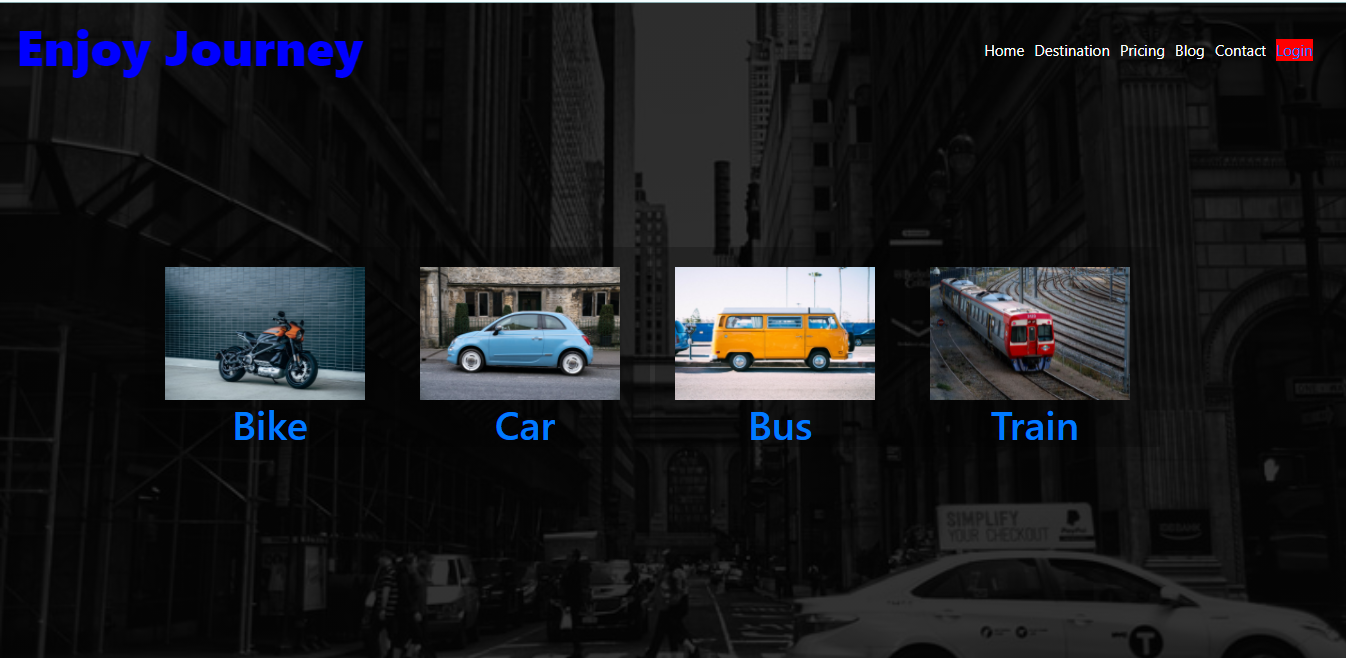 Enjoy Journey
Home Destination Pricing Blog Contact Login
Bike Car Bus Train
SIMPLIFY
YOUR CHECKOUT
T